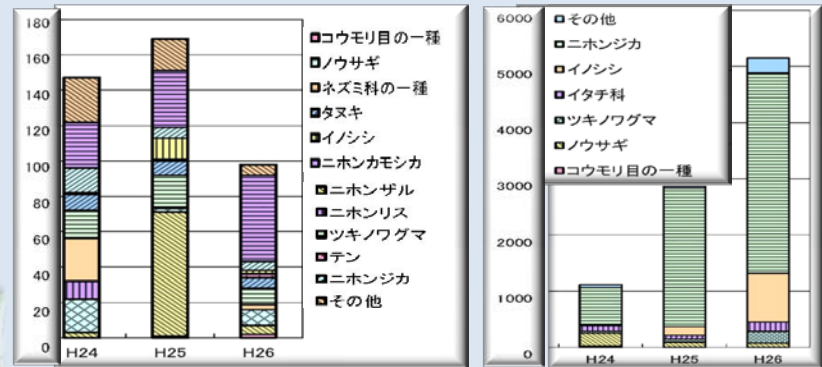 180
160
140
120
100
80
60
40
20
0
H24 H25 H26
コウモリ目の一種
ノウサギ
ネズミ科の一種
タヌキ
イノシシ
ニホンカモシカ
ニホンザル
ニホンリス
ツキノワグマ
テン
ニホンジカ
その他
6000
5000
4000
3000
2000
1000
0
H24 H25 H26
その他
ニホンジカ
イノシシ
イタチ科
ツキノワグマ
ノウサギ
コウモリ目の一種